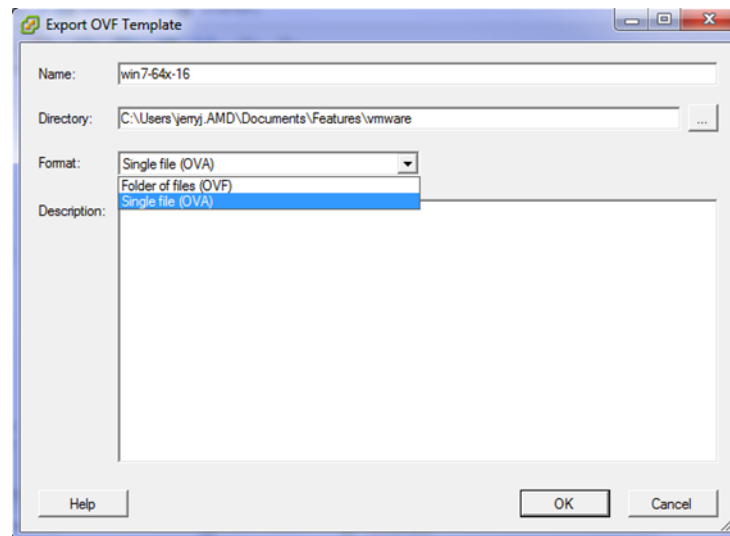 Export OVF Template
Name: win7-64x-16
Directory: C:\Users\jerryj.AMD\Documents\Features\vmware ...
Format: Single file (OVA)
Folder of files (OVF)
Single file (OVA)
Description:
Help OK Cancel